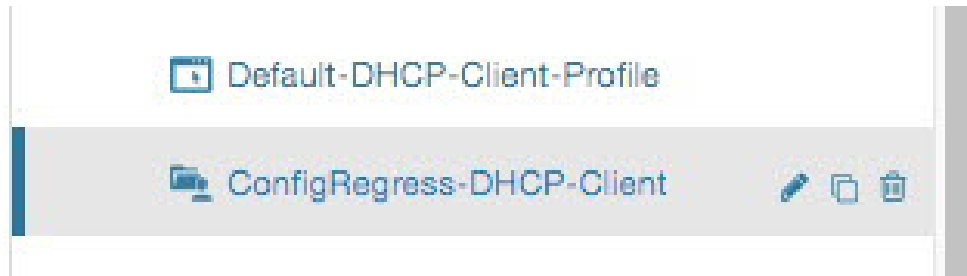 Default-DHCP-Client-Profile
ConfigRegress-DHCP-Client